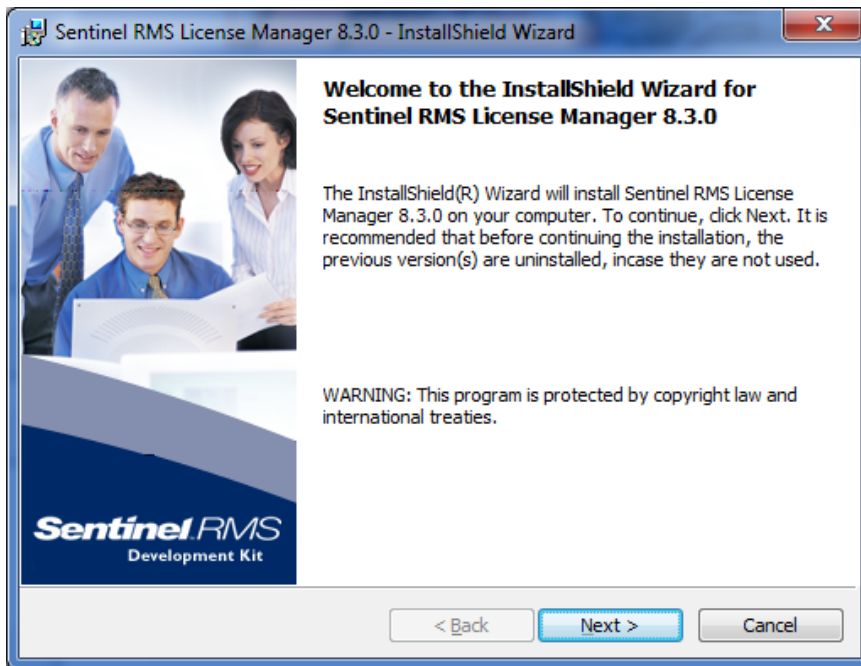 Sentinel RMS License Manager 8.3.0 - InstallShield Wizard
Welcome to the InstallShield Wizard for
Sentinel RMS License Manager 8.3.0
The InstallShield(R) Wizard will install Sentinel RMS License
Manager 8.3.0 on your computer. To continue, click Next. It is
recommended that before continuing the installation, the
previous version(s) are uninstalled, incase they are not used.
WARNING: This program is protected by copyright law and
international treaties.
Sentinel RMS
Development Kit
< Back
Next >
Cancel